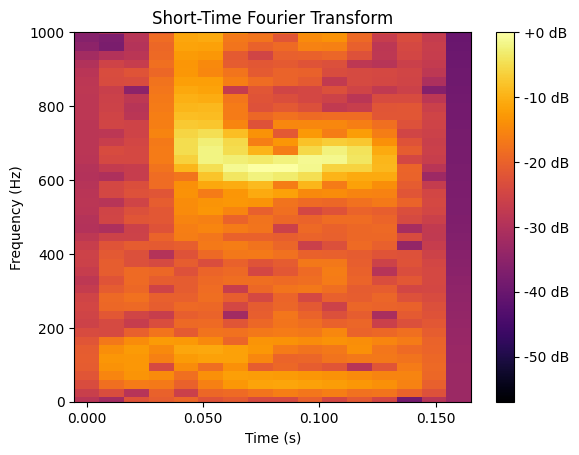 Short-Time Fourier Transform
1000
800
600
400
200
0
Frequency (Hz)
0.000
0.050
0.100
0.150
Time (s)
+0 dB
-10 dB
-20 dB
-30 dB
-40 dB
-50 dB